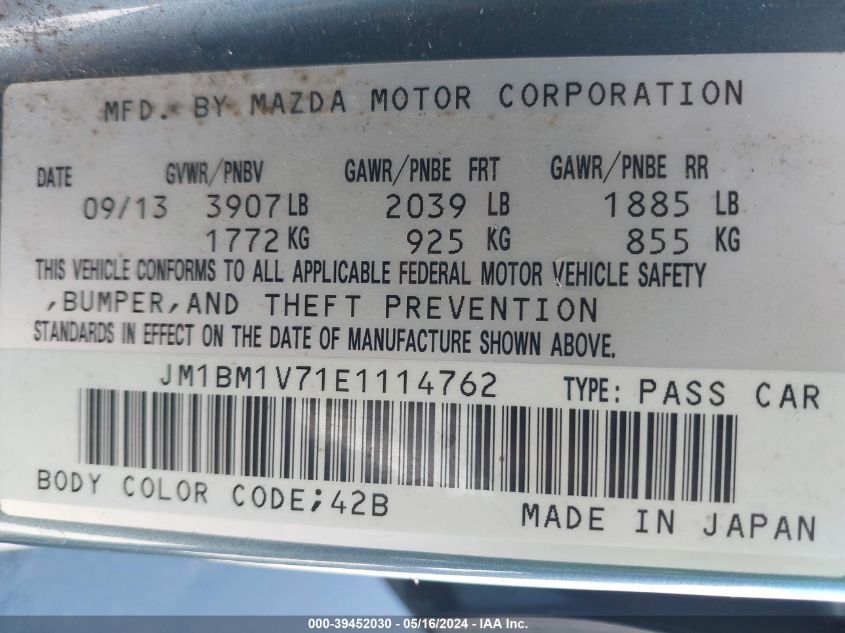 MFD. BY MAZDA MOTOR CORPORATION
DATE GVWR/PNBV GAWR/PNBE FRT GAWR/PNBE RR
09/13 3907 LB 2039 LB 1885 LB
1772 KG 925 KG 855 KG
THIS VEHICLE CONFORMS TO ALL APPLICABLE FEDERAL MOTOR VEHICLE SAFETY
,BUMPER,AND THEFT PREVENTION
STANDARDS IN EFFECT ON THE DATE OF MANUFACTURE SHOWN ABOVE.
JM1BM1V71E1114762 TYPE: PASS CAR
BODY COLOR CODE;42B
MADE IN JAPAN
000-39452030 - 05/16/2024 - IAA Inc.